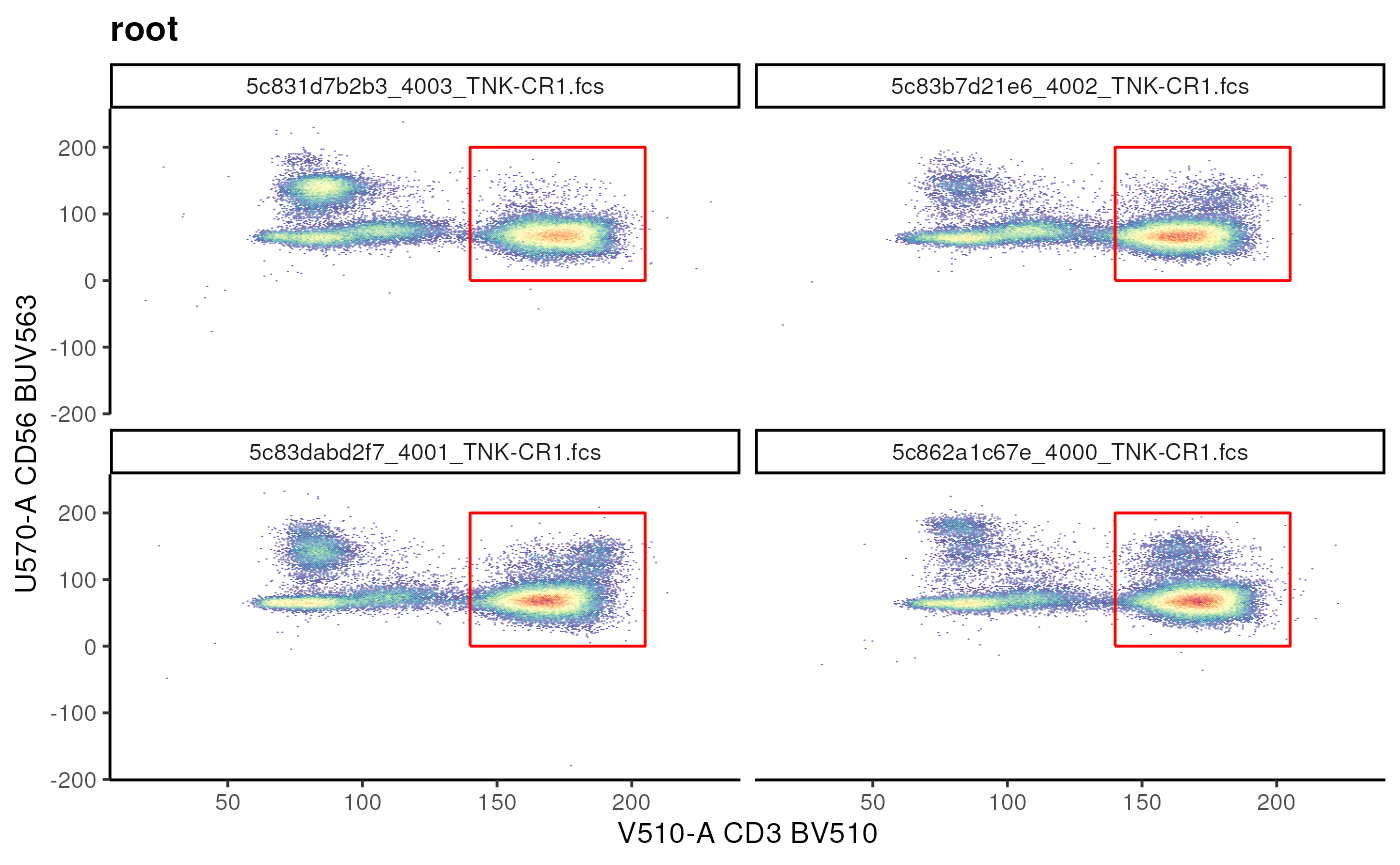 root
5c831d7b2b3_4003_TNK-CR1.fcs
5c83b7d21e6_4002_TNK-CR1.fcs
200
100
0
-100
-200
5c83dabd2f7_4001_TNK-CR1.fcs
5c862a1c67e_4000_TNK-CR1.fcs
200
100
0
-100
-200
50
100
150
200
50
100
150
200
V510-A CD3 BV510
U570-A CD56 BUV563